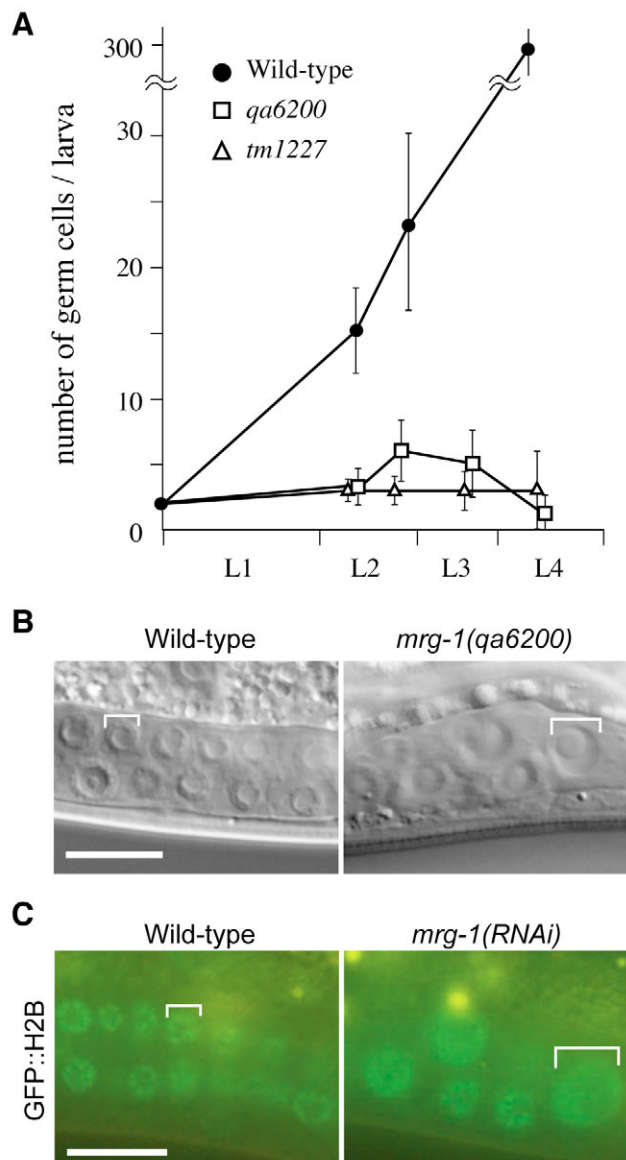 A
300
Wild-type
qa6200
tm1227
30
20
10
0
number of germ cells / larva
L1 L2 L3 L4
B
Wild-type mrg-1(qa6200)
C
Wild-type mrg-1(RNAi)
GFP::H2B